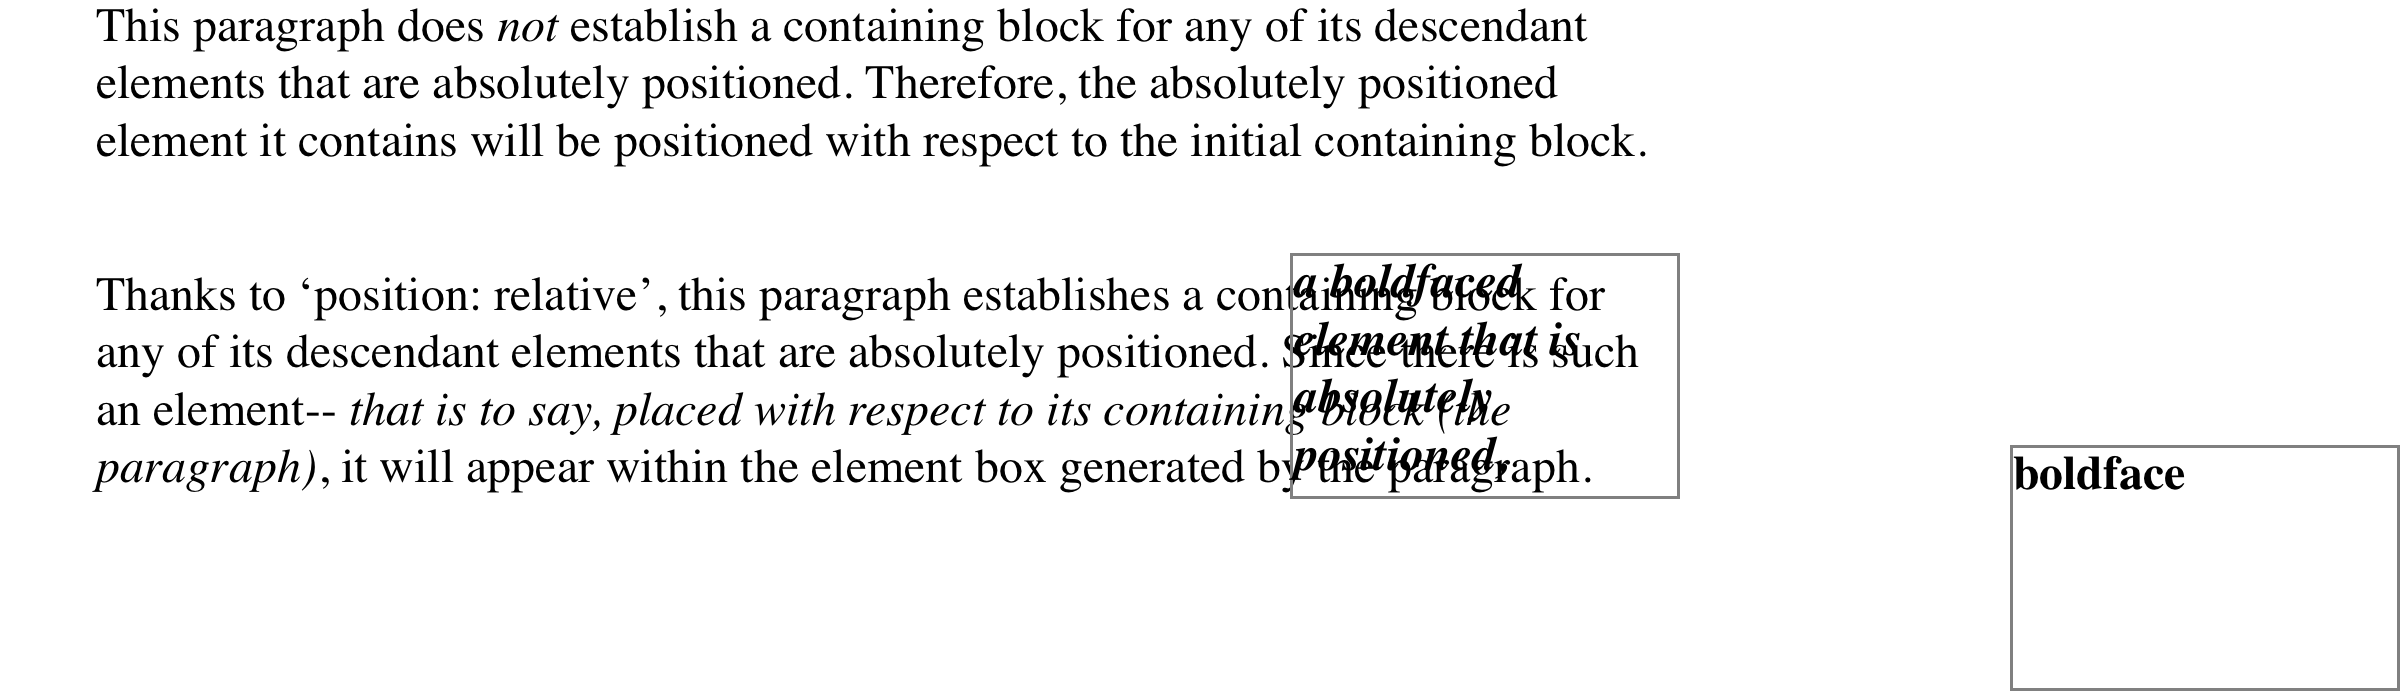 This paragraph does not establish a containing block for any of its descendant
elements that are absolutely positioned. Therefore, the absolutely positioned
element it contains will be positioned with respect to the initial containing block.
Thanks to ‘position: relative’, this paragraph establishes a containing block for
any of its descendant elements that are absolutely positioned. Since there is such
an element-- that is to say, placed with respect to its containing block (the
paragraph), it will appear within the element box generated by the paragraph.
a boldfaced
element that is
absolutely
positioned,
boldface